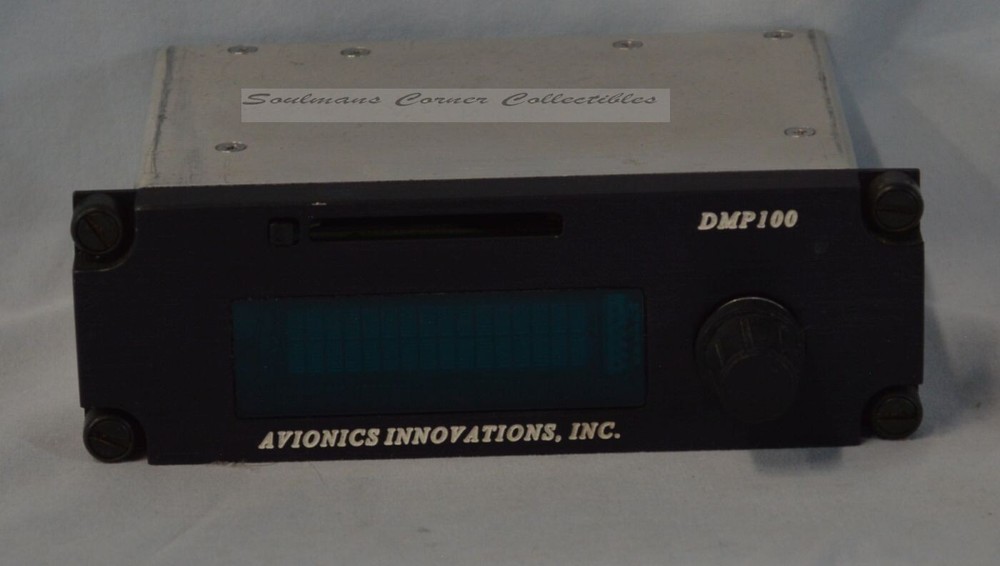 Soulmans Corner Collectibles
DMP100
AVIONICS INNOVATIONS, INC.